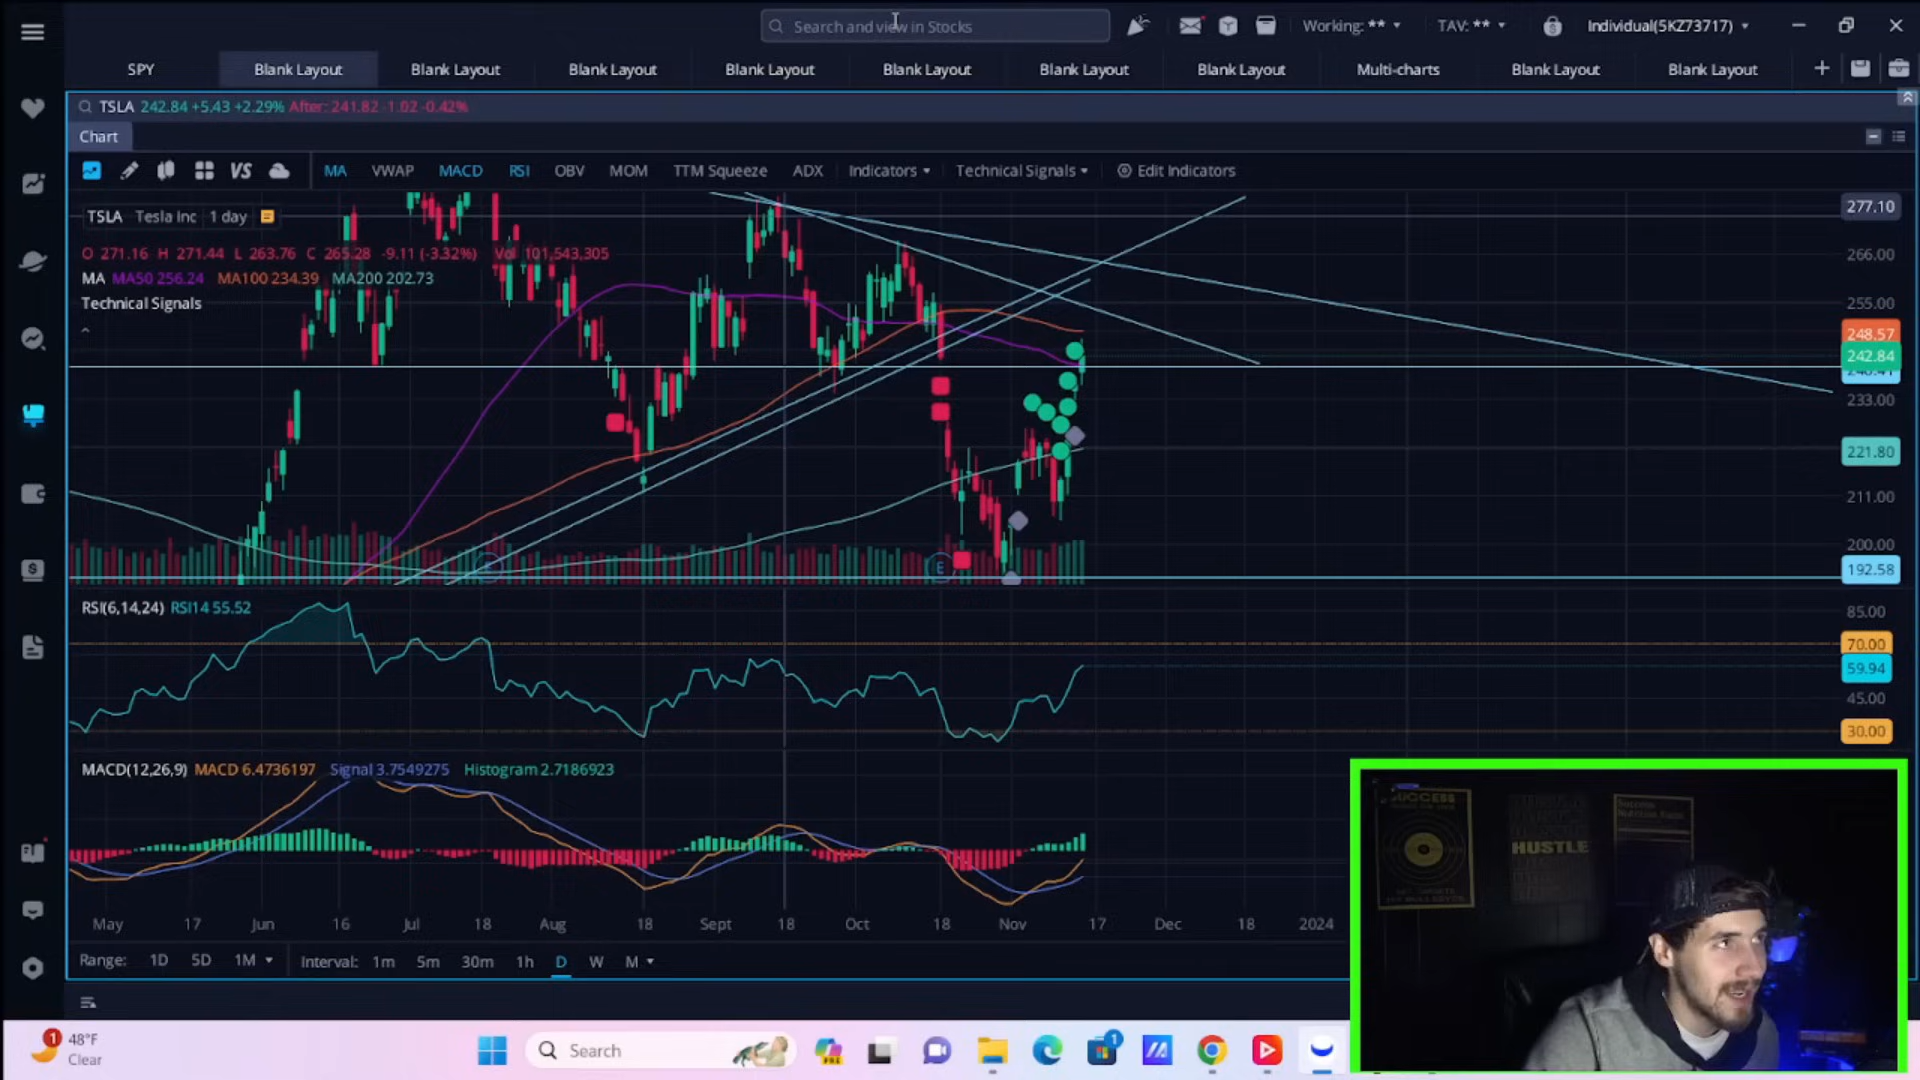 Search and view in Stocks
Working: **
TAV: **
Individual(5KZ73717)
SPY
Blank Layout
Blank Layout
Blank Layout
Blank Layout
Blank Layout
Blank Layout
Blank Layout
Multi-charts
Blank Layout
Blank Layout
TSLA 242.84 +5.43 +2.29% After: 241.82 -1.02 -0.42%
Chart
VS MA VWAP MACD RSI OBV MOM TTM Squeeze ADX Indicators Technical Signals Edit Indicators
TSLA Tesla Inc 1 day
O 271.16 H 271.44 L 263.76 C 265.28 -9.11 (-3.32%) Vol 101,543,305
MA MA50 256.24 MA100 234.39 MA200 202.73
Technical Signals
E
277.10
266.00
255.00
248.57
242.84
233.00
221.80
211.00
200.00
192.58
RSI(6,14,24) RSI14 55.52
85.00
70.00
59.94
45.00
30.00
MACD(12,26,9) MACD 6.4736197 Signal 3.7549275 Histogram 2.7186923
May 17 Jun 16 Jul 18 Aug 18 Sept 18 Oct 18 Nov 17 Dec 18 2024
Range: 1D 5D 1M Interval: 1m 5m 30m 1h D W M
SUCCESS
HUSTLE
1
48°F
Clear
Search
PRE
1